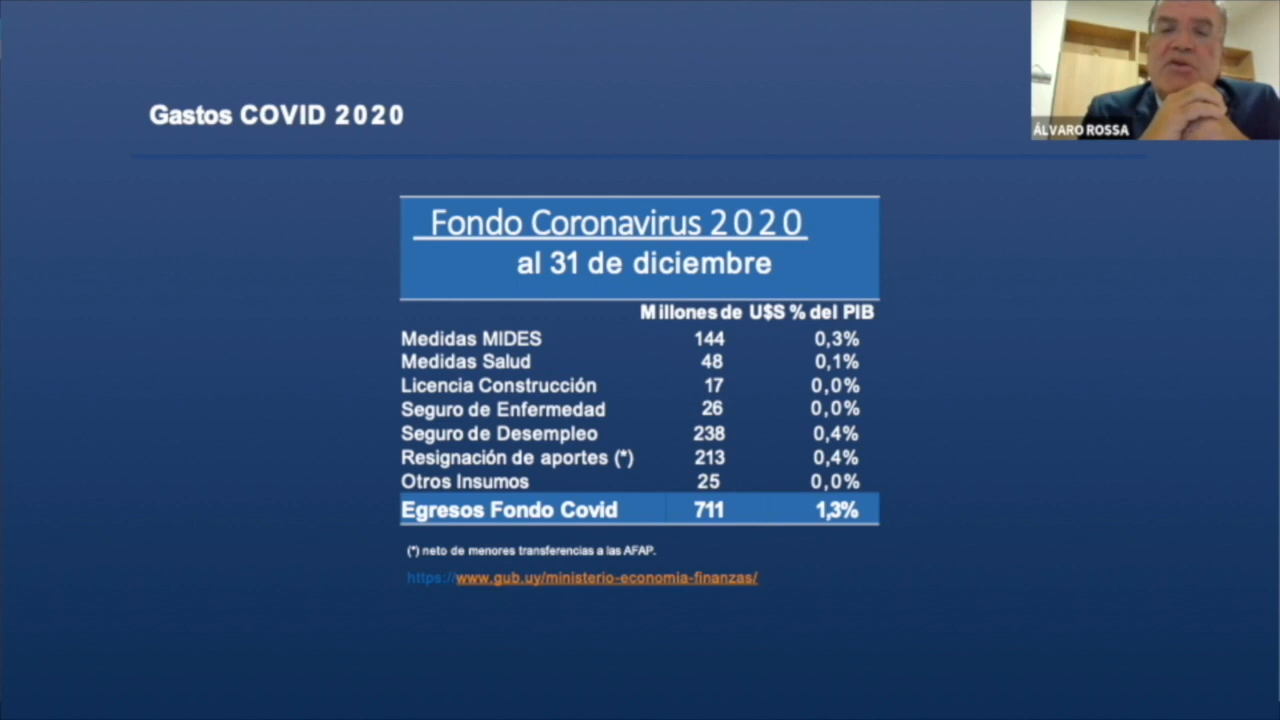 Gastos COVID 2020
ÁLVARO ROSSA
Fondo Coronavirus 2020
al 31 de diciembre
Millones de U$S % del PIB
Medidas MIDES 144 0,3%
Medidas Salud 48 0,1%
Licencia Construcción 17 0,0%
Seguro de Enfermedad 26 0,0%
Seguro de Desempleo 238 0,4%
Resignación de aportes (*) 213 0,4%
Otros Insumos 25 0,0%
Egresos Fondo Covid 711 1,3%
(*) neto de menores transferencias a las AFAP.
https://www.gub.uy/ministerio-economia-finanzas/